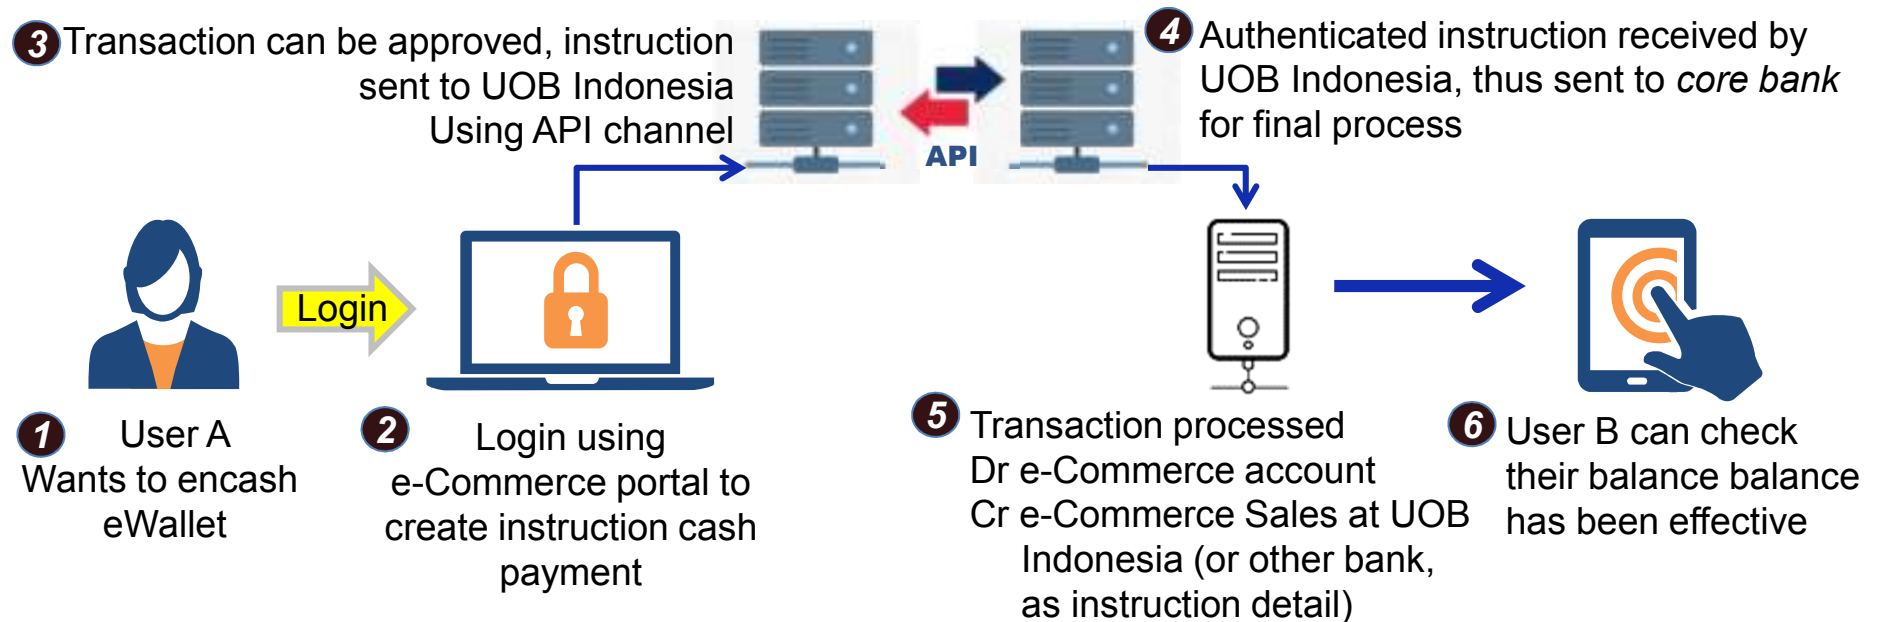 3 Transaction can be approved, instruction
sent to UOB Indonesia
Using API channel
API
4 Authenticated instruction received by
UOB Indonesia, thus sent to core bank
for final process
Login
1 User A
Wants to encash
eWallet
2 Login using
e-Commerce portal to
create instruction cash
payment
5 Transaction processed
Dr e-Commerce account
Cr e-Commerce Sales at UOB
Indonesia (or other bank,
as instruction detail)
6 User B can check
their balance balance
has been effective